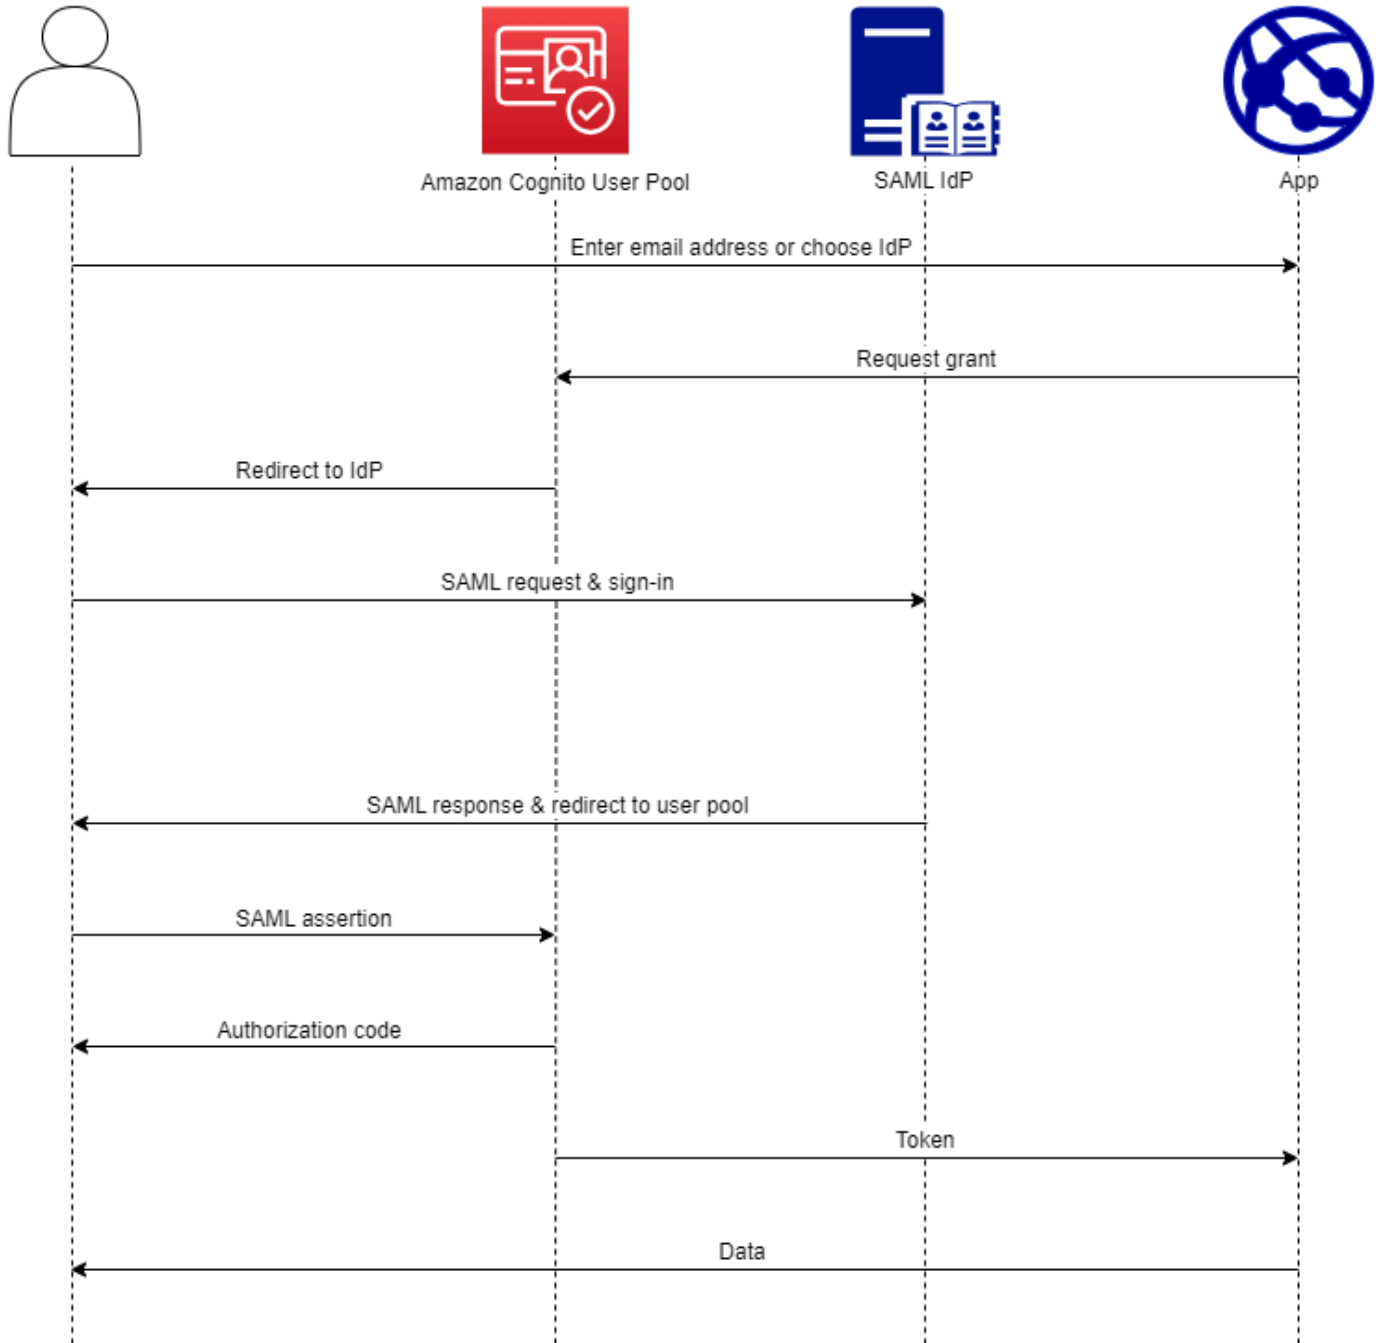 Amazon Cognito User Pool
SAML IdP
App
Enter email address or choose IdP
Request grant
Redirect to IdP
SAML request & sign-in
SAML response & redirect to user pool
SAML assertion
Authorization code
Token
Data